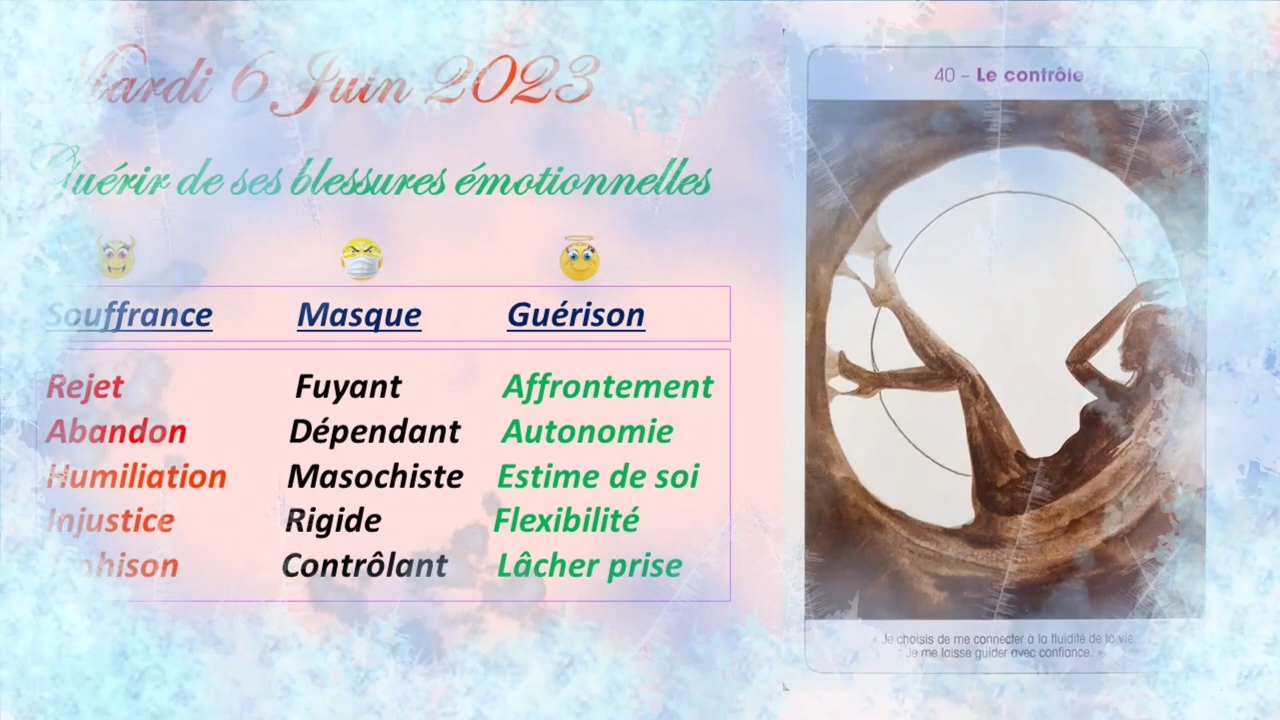 Mardi 6 Juin 2023
Guérir de ses blessures émotionnelles
Souffrance Masque Guérison
Rejet Fuyant Affrontement
Abandon Dépendant Autonomie
Humiliation Masochiste Estime de soi
Injustice Rigide Flexibilité
Contrôlant Lâcher prise
40 - Le contrôle
« Je choisis de me connecter à la fluidité de la vie
Je me laisse guider avec confiance. »